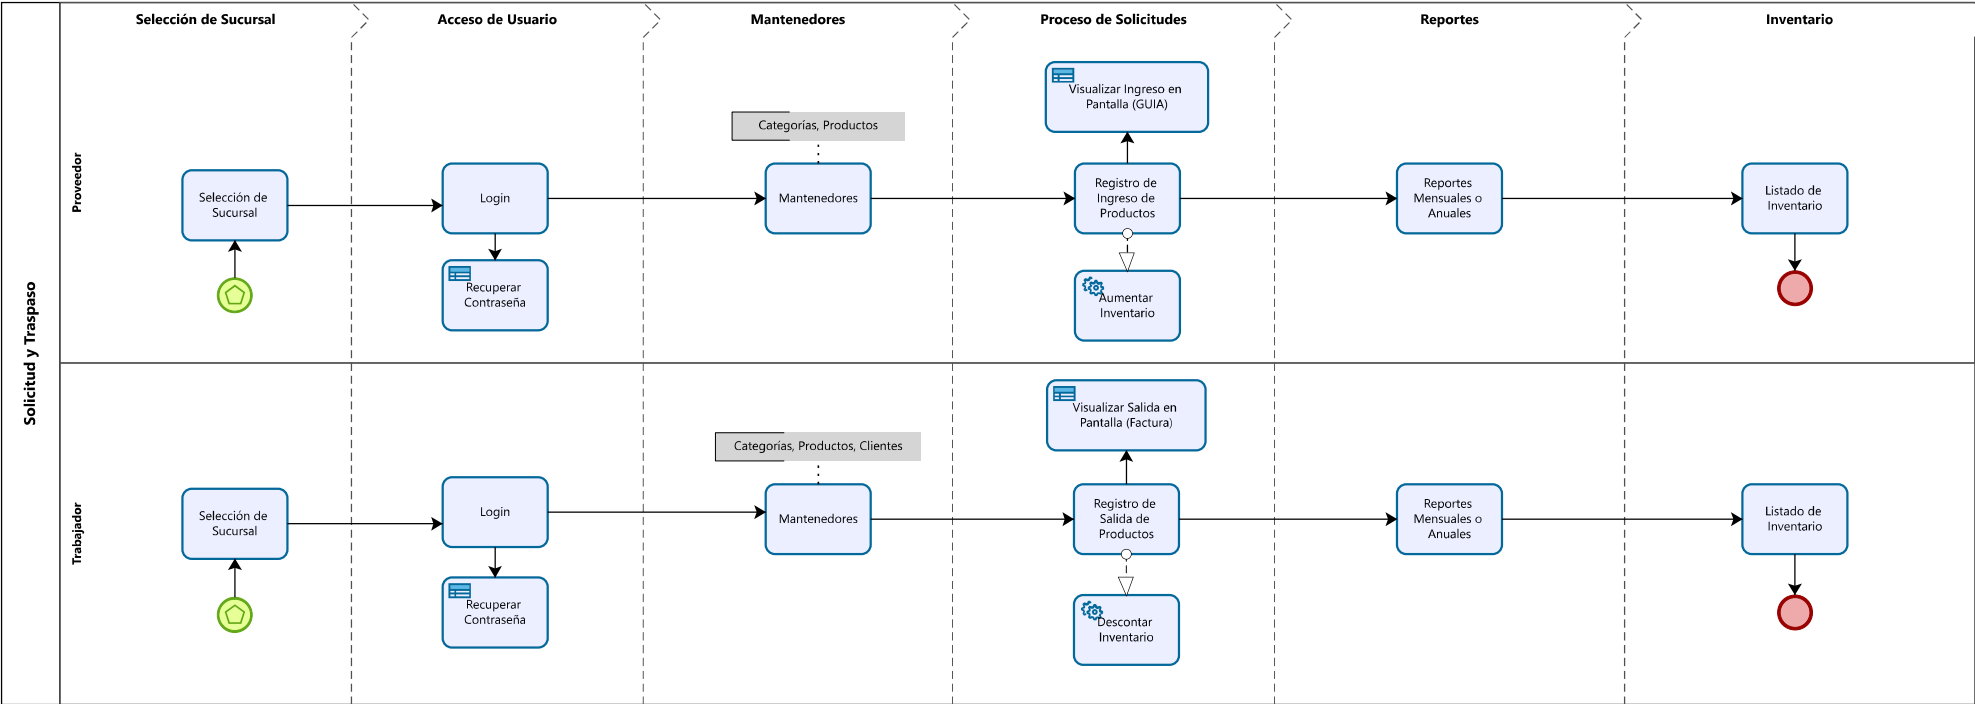 Selección de Sucursal
Acceso de Usuario
Mantenedores
Proceso de Solicitudes
Reportes
Inventario
Solicitud y Traspaso
Proveedor
Selección de
Sucursal
Login
Recuperar
Contraseña
Categorías, Productos
Mantenedores
Visualizar Ingreso en
Pantalla (GUIA)
Registro de
Ingreso de
Productos
Aumentar
Inventario
Reportes
Mensuales o
Anuales
Listado de
Inventario
Trabajador
Selección de
Sucursal
Login
Recuperar
Contraseña
Categorías, Productos, Clientes
Mantenedores
Visualizar Salida en
Pantalla (Factura)
Registro de
Salida de
Productos
Descontar
Inventario
Reportes
Mensuales o
Anuales
Listado de
Inventario